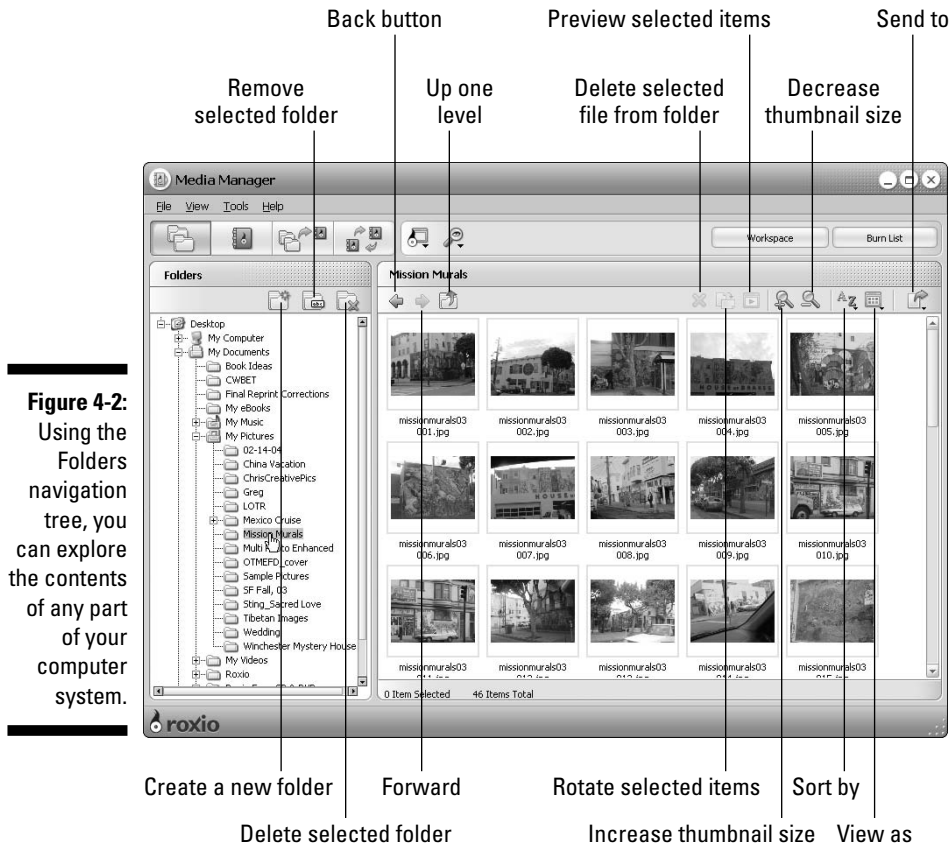 Back button
Preview selected items
Send to
Remove
selected folder
Up one
level
Delete selected
file from folder
Decrease
thumbnail size
Media Manager
File View Tools Help
Workspace
Burn List
Folders
Mission Murals
Desktop
My Computer
My Documents
Book Ideas
CWBET
Final Reprint Corrections
My eBooks
My Music
My Pictures
02-14-04
China Vacation
ChrisCreativePics
Greg
LOTR
Mexico Cruise
Mission Murals
Multi Enhanced
OTMEFD_cover
Sample Pictures
SF Fall, 03
Sting_Sacred Love
Tibetan Images
Wedding
Winchester Mystery House
My Videos
Roxio
missionmurals03
001.jpg
missionmurals03
002.jpg
missionmurals03
003.jpg
missionmurals03
004.jpg
missionmurals03
005.jpg
missionmurals03
006.jpg
missionmurals03
007.jpg
missionmurals03
008.jpg
missionmurals03
009.jpg
missionmurals03
010.jpg
missionmurals03
missionmurals03
missionmurals03
missionmurals03
missionmurals03
0 Item Selected 46 Items Total
roxio
Figure 4-2:
Using the
Folders
navigation
tree, you
can explore
the contents
of any part
of your
computer
system.
Create a new folder
Forward
Rotate selected items
Sort by
Delete selected folder
Increase thumbnail size
View as